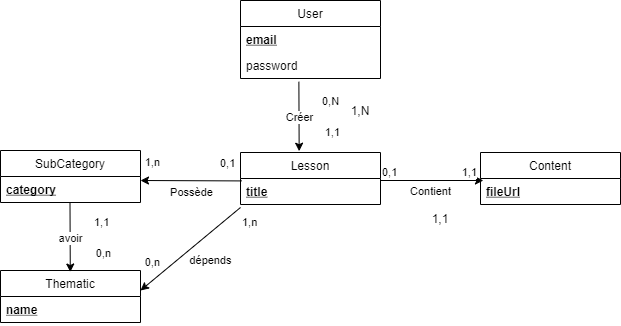 User
email
password
0,N
1,N
Créer
1,1
SubCategory
1,n
0,1
Lesson
Content
category
Possède
title
0,1
1,1
Contient
fileUrl
1,1
1,1
1,n
avoir
0,n
0,n
dépends
Thematic
name